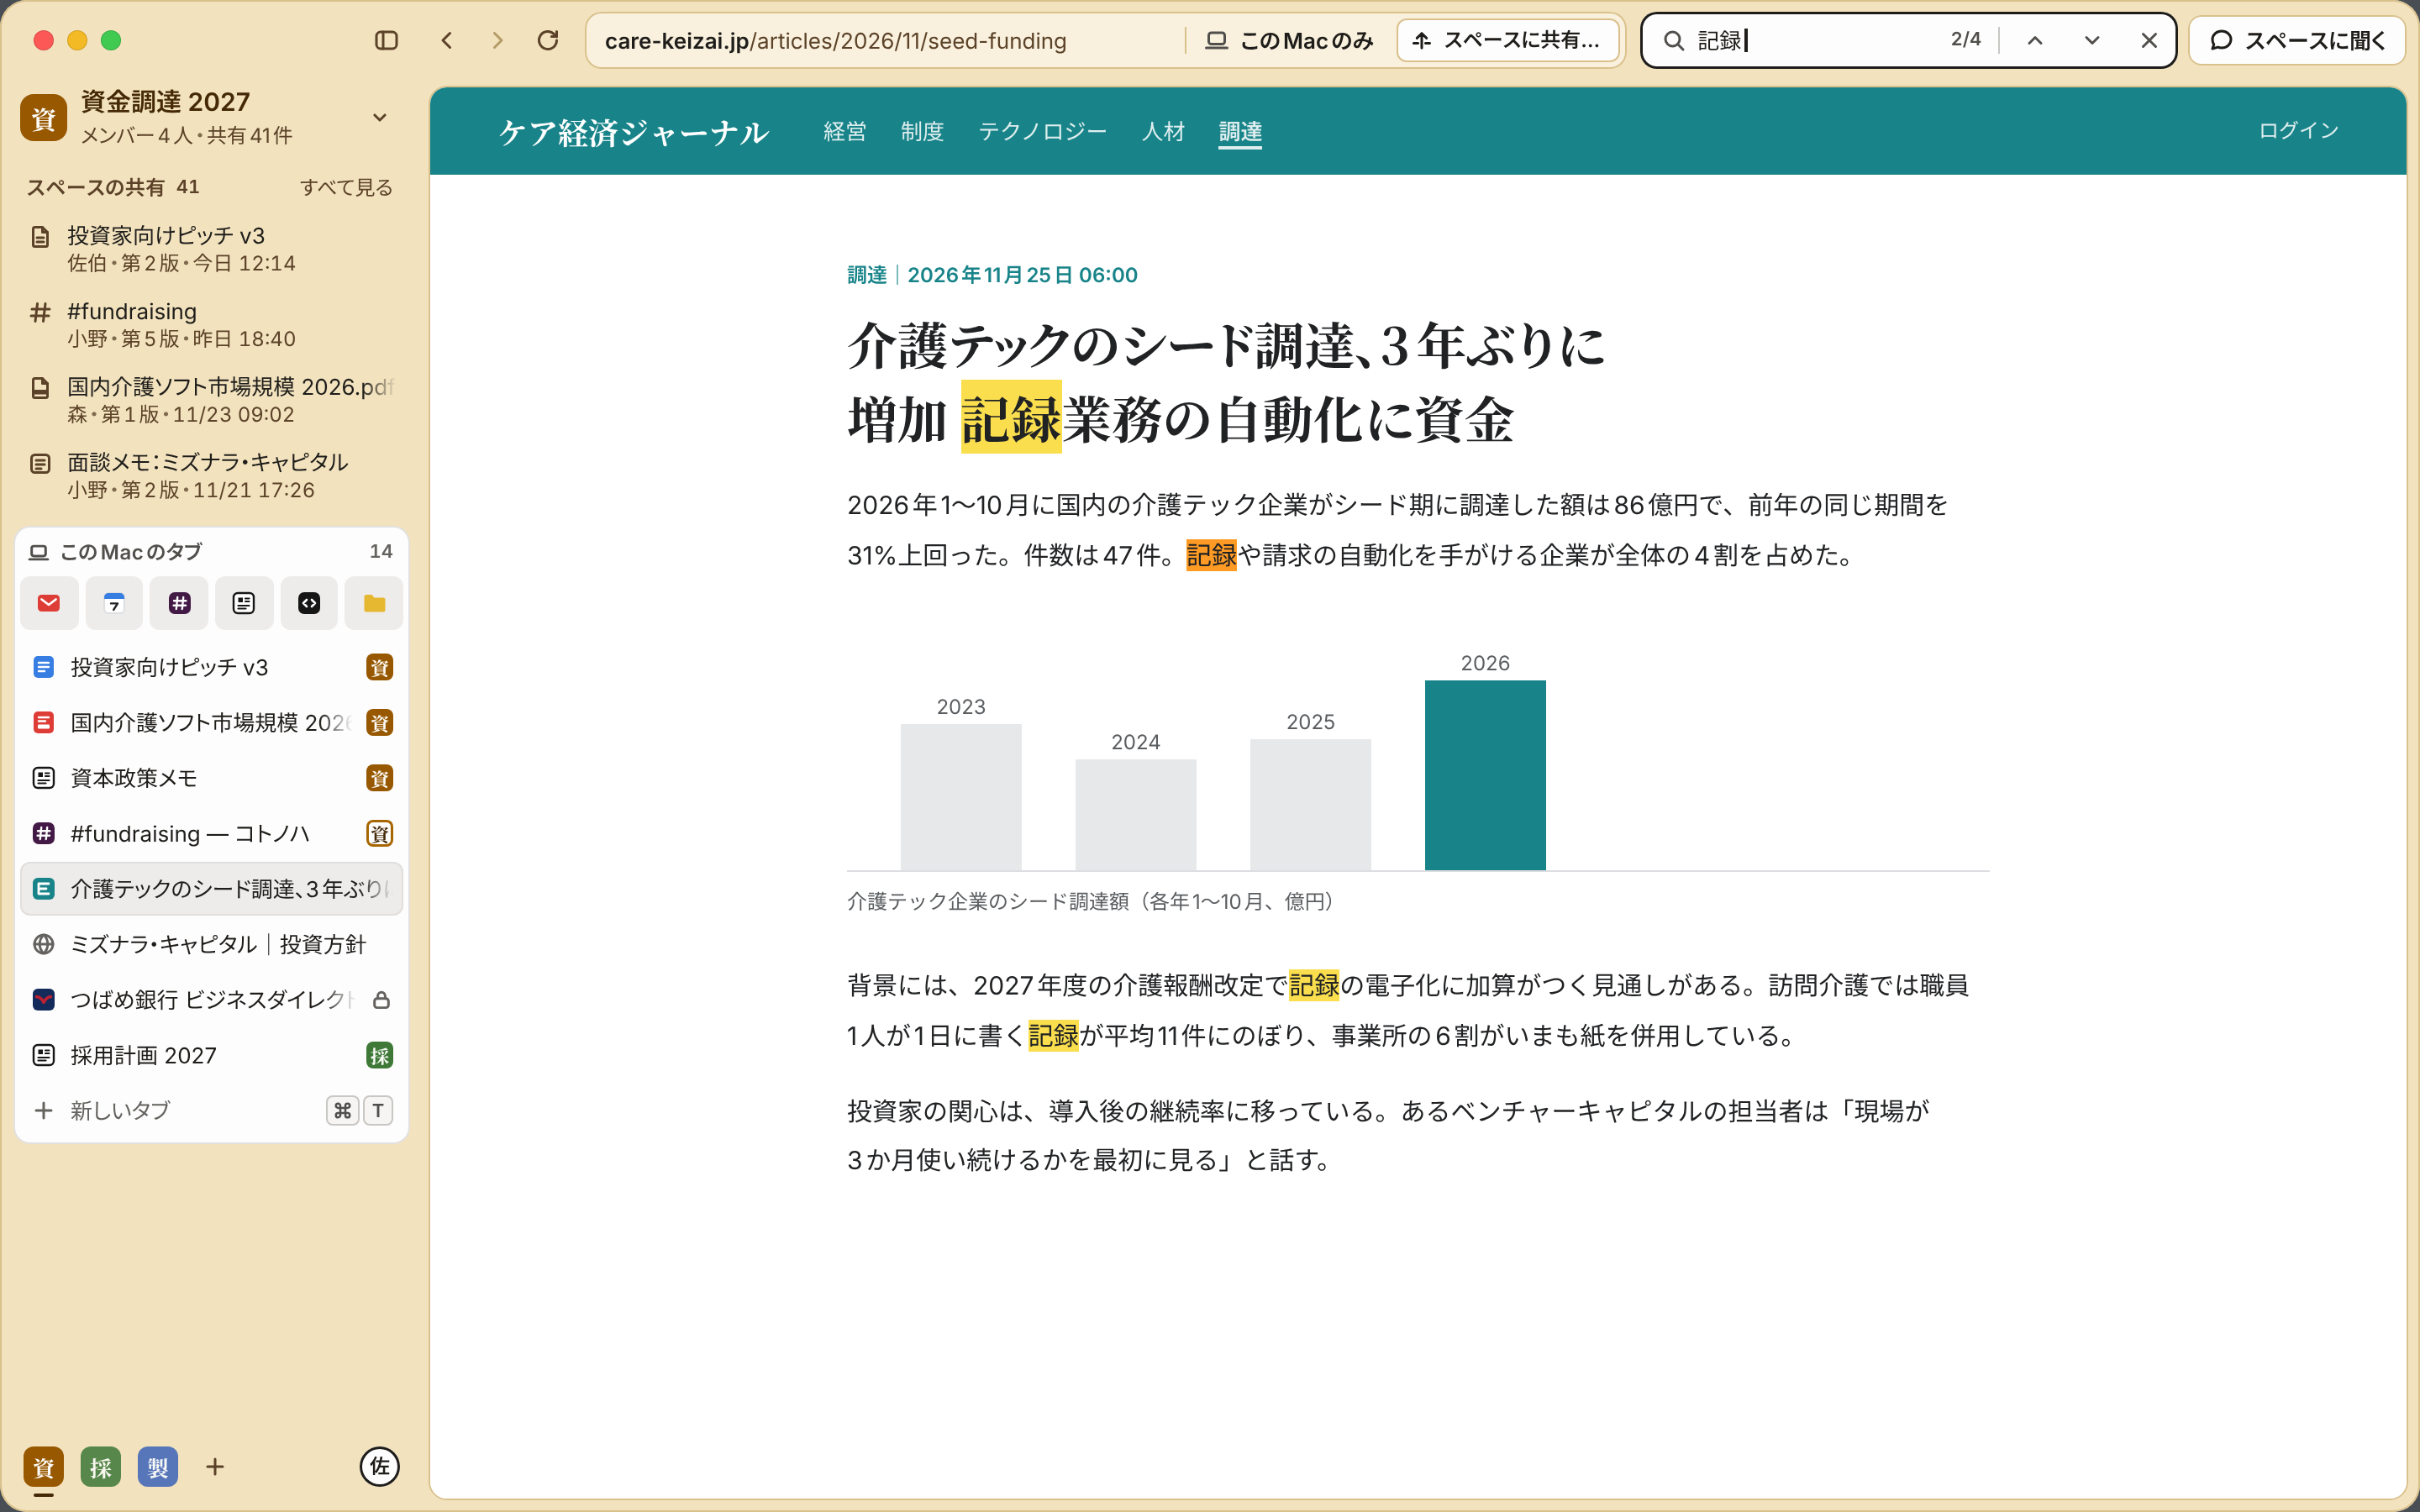 care-keizai.jp/articles/2026/11/seed-funding
このMacのみ
スペースに共有...
記録
2/4
スペースに聞く
資
資金調達 2027
メンバー4人・共有41件
スペースの共有 41
すべて見る
投資家向けピッチ v3
佐伯・第2版・今日 12:14
#fundraising
小野・第5版・昨日 18:40
国内介護ソフト市場規模 2026.pdf
森・第1版・11/23 09:02
面談メモ：ミズナラ・キャピタル
小野・第2版・11/21 17:26
このMacのタブ
14
7
投資家向けピッチ v3
資
国内介護ソフト市場規模 2026
資
資本政策メモ
資
#fundraising — コトノハ
資
介護テックのシード調達、3年ぶりに
ミズナラ・キャピタル｜投資方針
つばめ銀行 ビジネスダイレクト
採用計画 2027
採
新しいタブ
⌘ T
資
採
製
佐
ケア経済ジャーナル
経営
制度
テクノロジー
人材
調達
ログイン
調達｜2026年11月25日 06:00
介護テックのシード調達、3年ぶりに
増加 記録業務の自動化に資金
2026年1〜10月に国内の介護テック企業がシード期に調達した額は86億円で、前年の同じ期間を
31%上回った。件数は47件。記録や請求の自動化を手がける企業が全体の4割を占めた。
2023
2024
2025
2026
介護テック企業のシード調達額（各年1〜10月、億円）
背景には、2027年度の介護報酬改定で記録の電子化に加算がつく見通しがある。訪問介護では職員
1人が1日に書く記録が平均11件にのぼり、事業所の6割がいまも紙を併用している。
投資家の関心は、導入後の継続率に移っている。あるベンチャーキャピタルの担当者は「現場が
3か月使い続けるかを最初に見る」と話す。